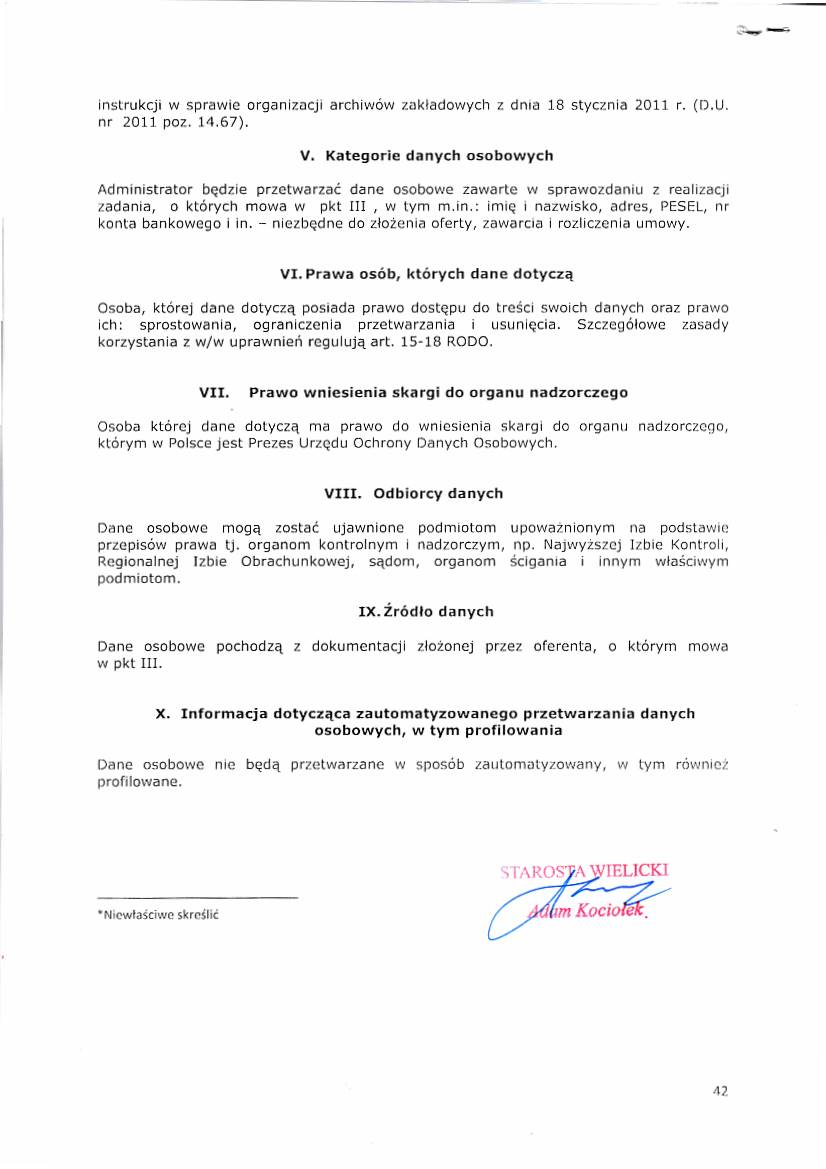 instrukcji w sprawie organizacji archiwów zakładowych z dnia 18 stycznia 2011 r. (D.U.
nr 2011 poz. 14.67).
V. Kategorie danych osobowych
Administrator będzie przetwarzać dane osobowe zawarte w sprawozdaniu z realizacji
zadania, o których mowa w pkt III , w tym m.in.: imię i nazwisko, adres, PESEL, nr
konta bankowego i in. – niezbędne do złożenia oferty, zawarcia i rozliczenia umowy.
VI. Prawa osób, których dane dotyczą
Osoba, której dane dotyczą posiada prawo dostępu do treści swoich danych oraz prawo
ich: sprostowania, ograniczenia przetwarzania i usunięcia. Szczegółowe zasady
korzystania z w/w uprawnień regulują art. 15-18 RODO.
VII. Prawo wniesienia skargi do organu nadzorczego
Osoba której dane dotyczą ma prawo do wniesienia skargi do organu nadzorczego,
którym w Polsce jest Prezes Urzędu Ochrony Danych Osobowych.
VIII. Odbiorcy danych
Dane osobowe mogą zostać ujawnione podmiotom upoważnionym na podstawie
przepisów prawa tj. organom kontrolnym i nadzorczym, np. Najwyższej Izbie Kontroli,
Regionalnej Izbie Obrachunkowej, sądom, organom ścigania i innym właściwym
podmiotom.
IX. Źródło danych
Dane osobowe pochodzą z dokumentacji złożonej przez oferenta, o którym mowa
w pkt III.
X. Informacja dotycząca zautomatyzowanego przetwarzania danych
osobowych, w tym profilowania
Dane osobowe nie będą przetwarzane w sposób zautomatyzowany, w tym również
profilowane.
STAROSTA WIELICKI
Adam Kociołek
*Niewłaściwe skreślić
42